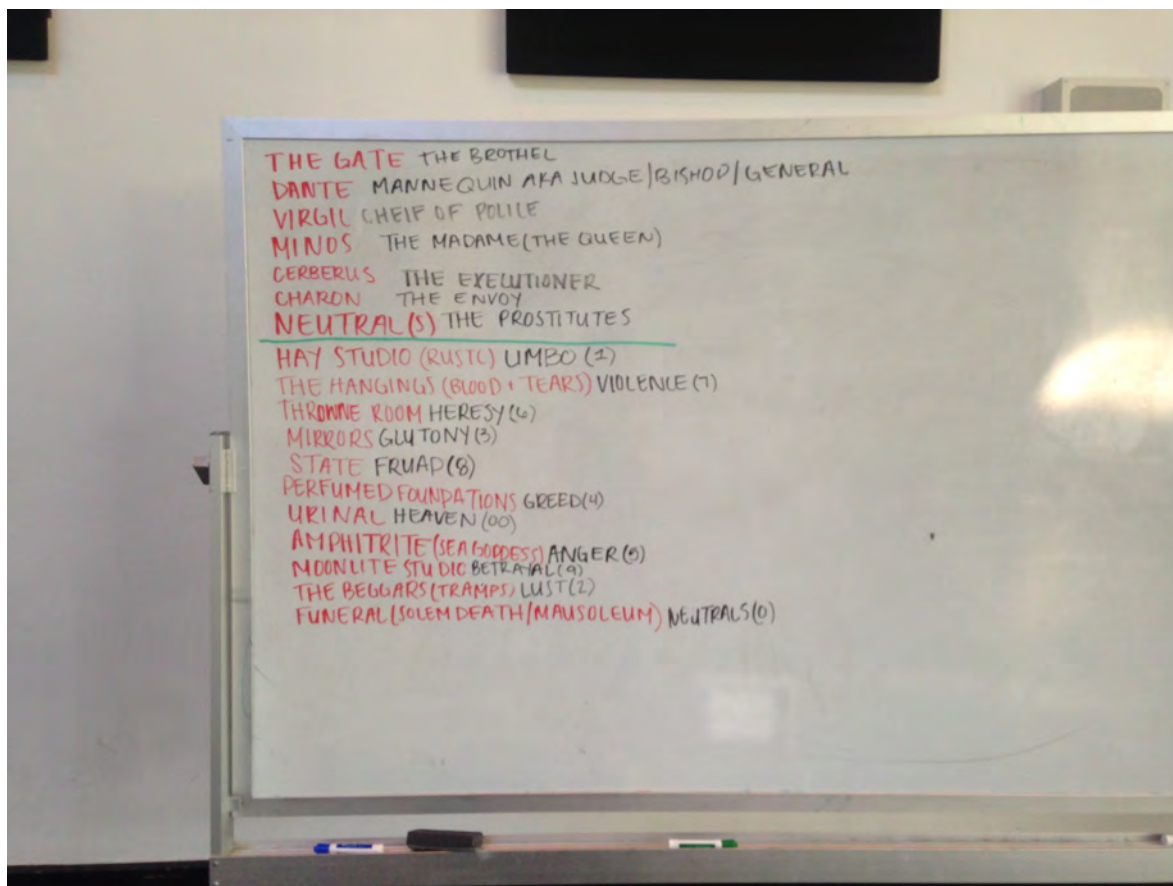 THE GATE THE BROTHEL
DANTE MANNEQUIN AKA JUDGE/BISHOP/GENERAL
VIRGIL CHEIF OF POLICE
MINOS THE MADAME (THE QUEEN)
CERBERUS THE EXECUTIONER
CHARON THE ENVOY
NEUTRAL(S) THE PROSTITUTES
HAY STUDIO (RUSTC) LIMBO (1)
THE HANGINGS (BLOOD + TEARS) VIOLENCE (7)
THRONNE ROOM HERESY (6)
MIRRORS GLUTONY (3)
STATE FRUAD (8)
PERFUMED FOUNDATIONS GREED (4)
URINAL HEAVEN (00)
AMPHITRITE (SEA GODDESS) ANGER (5)
MOONLITE STUDIO BETRAYAL (9)
THE BEGGARS (TRAMPS) LUST (2)
FUNERAL (SOLEM DEATH/MAUSOLEUM) NEUTRALS (0)